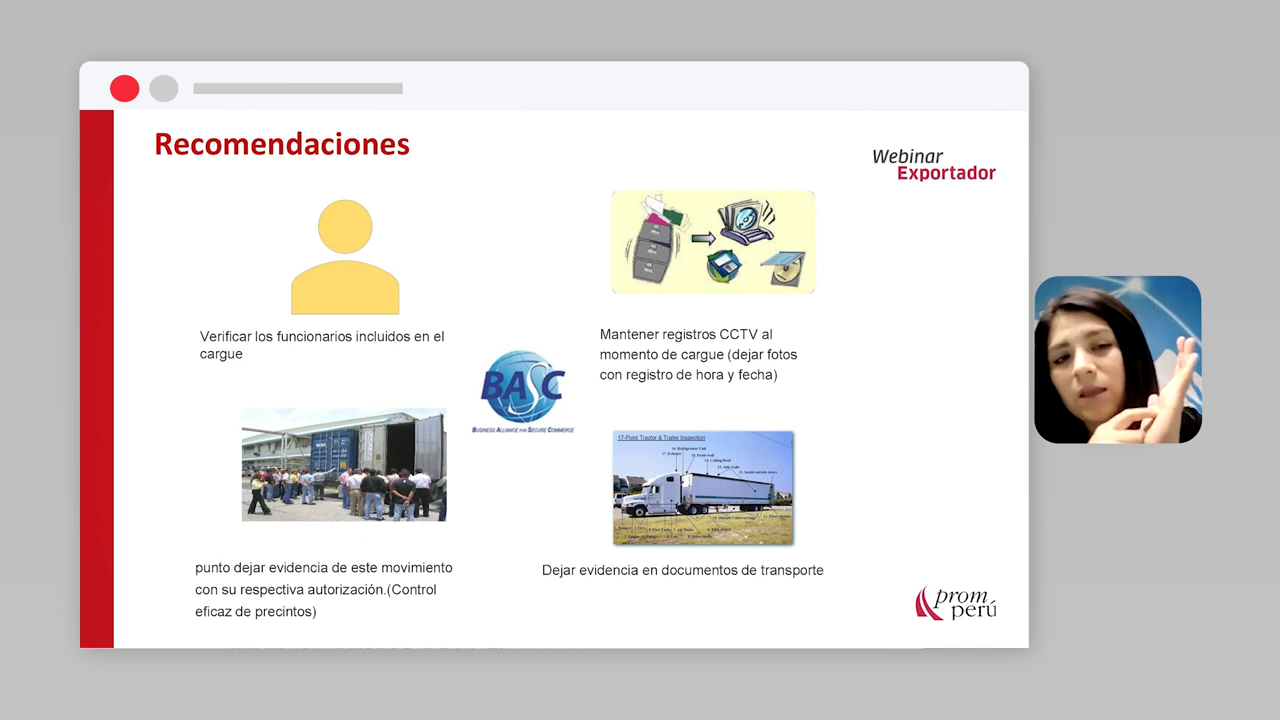 Recomendaciones
Webinar
Exportador
Verificar los funcionarios incluidos en el
cargue
Mantener registros CCTV al
momento de cargue (dejar fotos
con registro de hora y fecha)
BASC
BUSINESS ALLIANCE FOR SECURE COMMERCE
17-Point Tractor & Trailer Inspection
punto dejar evidencia de este movimiento
con su respectiva autorización.(Control
eficaz de precintos)
Dejar evidencia en documentos de transporte
prom
perú